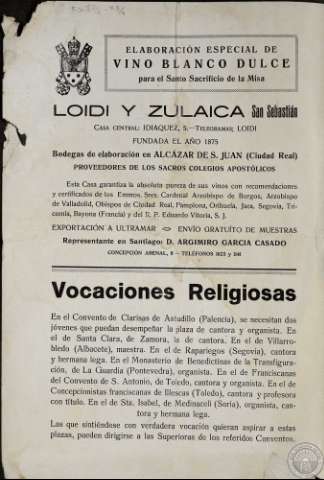 ELABORACIÓN ESPECIAL DE
VINO BLANCO DULCE
para el Santo Sacrificio de la Misa
LOIDI Y ZULAICA San Sebastián
CASA CENTRAL: IDIAQUEZ, 5.—TELEGRAMAS; LOIDI
FUNDADA EL AÑO 1875
Bodegas de elaboración en ALCÁZAR DE S. JUAN (Ciudad Real)
PROVEEDORES DE LOS SACROS COLEGIOS APOSTÓLICOS
Esta Casa garantiza la absoluta pureza de sus vinos con recomendaciones
y certificados de los Emmos. Sres. Cardenal Arzobispo de Burgos, Arzobispo
de Valladolid, Obispos de Ciudad Real, Pamplona, Orihuela, Jaca, Segovia,
Bayona (Francia) y del R. P. Eduardo Vitoria, S. J.
EXPORTACIÓN A ULTRAMAR ENVÍO GRATUÍTO DE MUESTRAS
Representante en Santiago: D. ARGIMIRO GARCIA CASADO
CONCEPCIÓN ARENAL, 8 - TELÉFONOS
Vocaciones Religiosas
En el Convento de Clarisas de Astudillo (Palencia), se necesitan dos
jóvenes que puedan desempeñar la plaza de cantora y organista. En
el de Santa Clara, de Zamora, la de cantora. En el de Villarro-
bledo (Albacete), maestra. En el de Rapariegos (Segovia), cantora
y hermana lega. En el Monasterio de Benedictinas de la Transfigura-
ción, de La Guardia (Pontevedra), organista. En el de Franciscanas
del Convento de S. Antonio, de Toledo, cantora y organista. En el de
Concepcionistas franciscanas de Illescas (Toledo), cantora y profesora
con título. En el de Sta. Isabel, de Medinaceli (Soria), organista, can-
tora y hermana lega.
Las que sintiéndose con verdadera vocación quieran aspirar a estas
plazas, pueden dirigirse a las Superioras de los referidos Conventos.